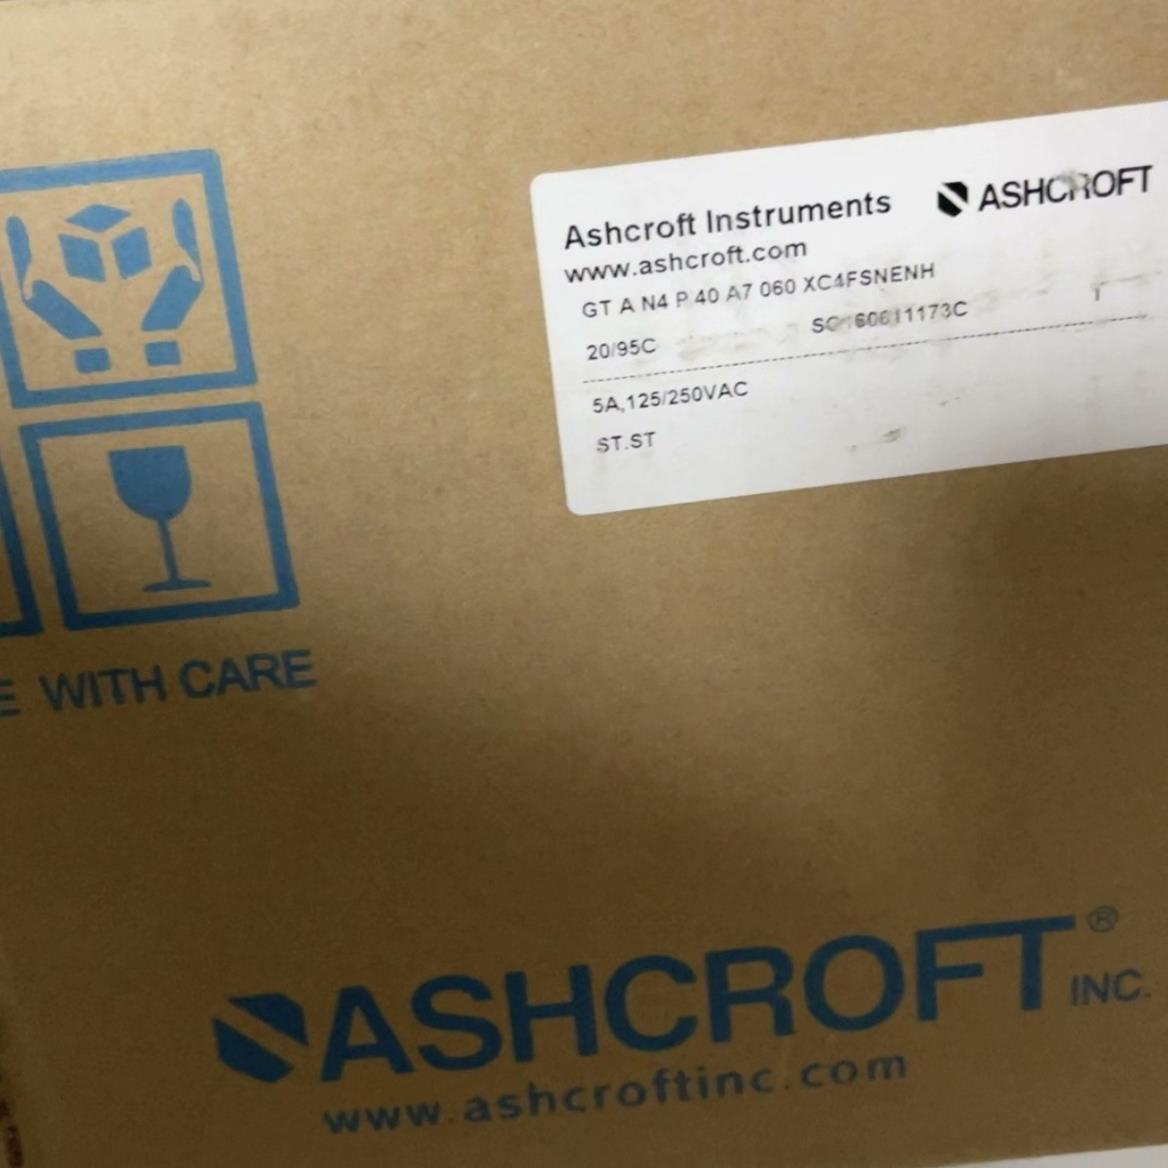 Ashcroft Instruments
ASHCROFT
www.ashcroft.com
GT A N4 P 40 A7 060 XC4FSNENH
20/95C
5A,125/250VAC
ST.ST
WITH CARE
ASHCROFT®
INC.
www.ashcroftinc.com